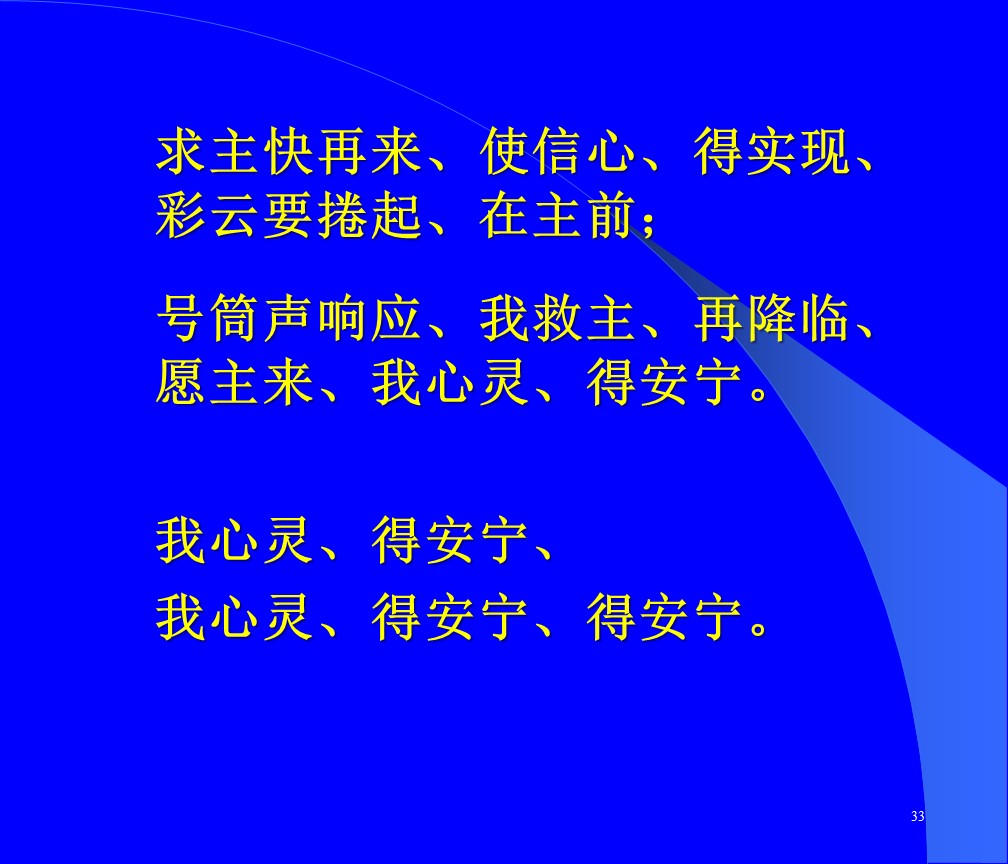 求主快再来、使信心、得实现、
彩云要捲起、在主前；
号筒声响应、我救主、再降临、
愿主来、我心灵、得安宁。
我心灵、得安宁、
我心灵、得安宁、得安宁。
33